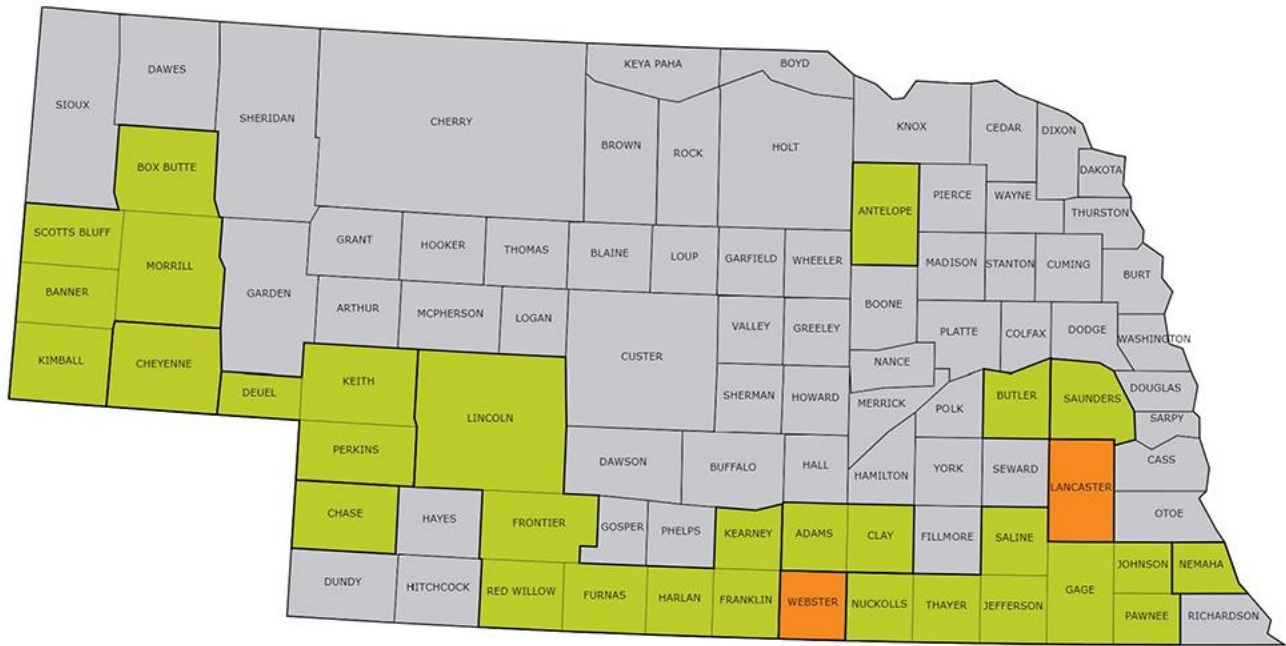 KEYA PAHA
BOYD
DAWES
SIOUX
SHERIDAN
CHERRY
KNOX
CEDAR
DIXON
BROWN
ROCK
HOLT
BOX BUTTE
DAKOTA
PIERCE
WAYNE
ANTELOPE
THURSTON
SCOTTS BLUFF
GRANT
HOOKER
THOMAS
BLAINE
LOUP
GARFIELD
WHEELER
MADISON
STANTON
CUMING
MORRILL
BURT
BANNER
GARDEN
ARTHUR
MCPHERSON
LOGAN
BOONE
VALLEY
GREELEY
PLATTE
COLFAX
DODGE
WASHINGTON
CUSTER
KIMBALL
CHEYENNE
NANCE
DEUEL
KEITH
LINCOLN
SHERMAN
HOWARD
MERRICK
POLK
BUTLER
SAUNDERS
DOUGLAS
SARPY
PERKINS
DAWSON
BUFFALO
HALL
HAMILTON
YORK
SEWARD
LANCASTER
CASS
CHASE
HAYES
FRONTIER
GOSPER
PHELPS
KEARNEY
ADAMS
CLAY
FILLMORE
SALINE
OTOE
DUNDY
HITCHCOCK
RED WILLOW
FURNAS
HARLAN
FRANKLIN
WEBSTER
NUCKOLLS
THAYER
JEFFERSON
GAGE
JOHNSON
NEMAHA
PAWNEE
RICHARDSON